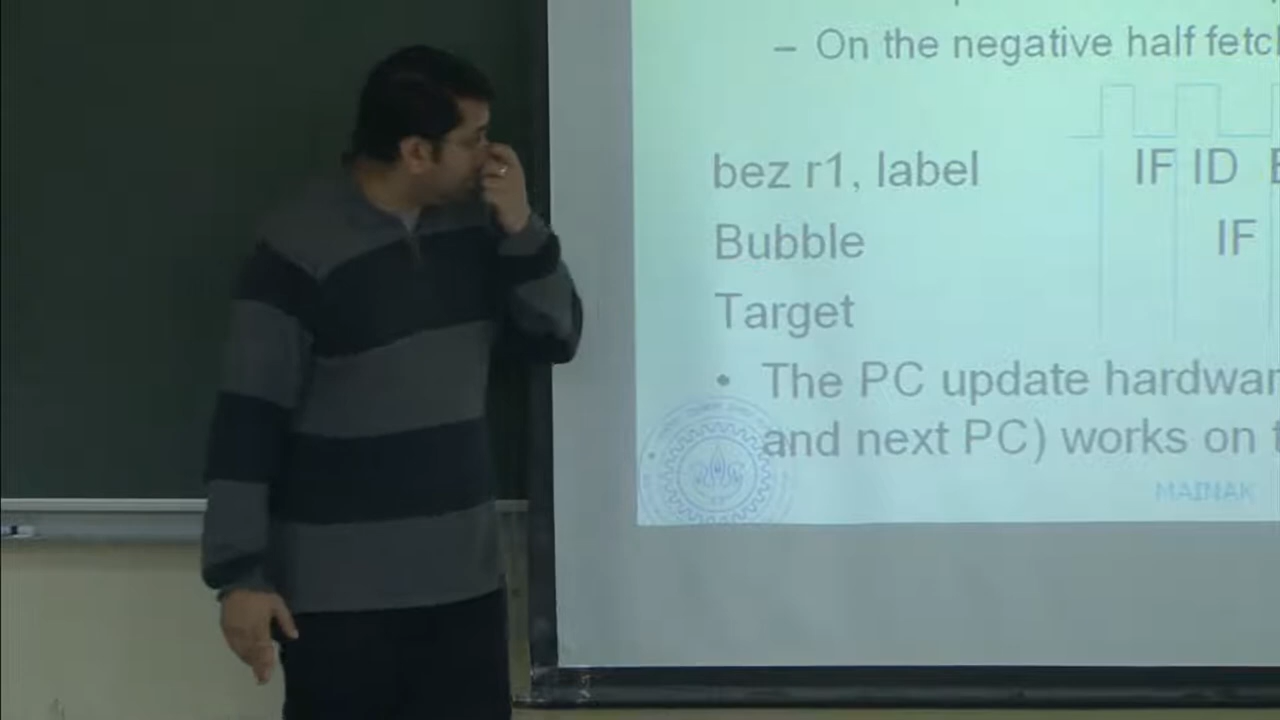 – On the negative half fetc
bez r1, label IF ID
Bubble IF
Target
• The PC update hardwar
and next PC) works on t
MAINAK